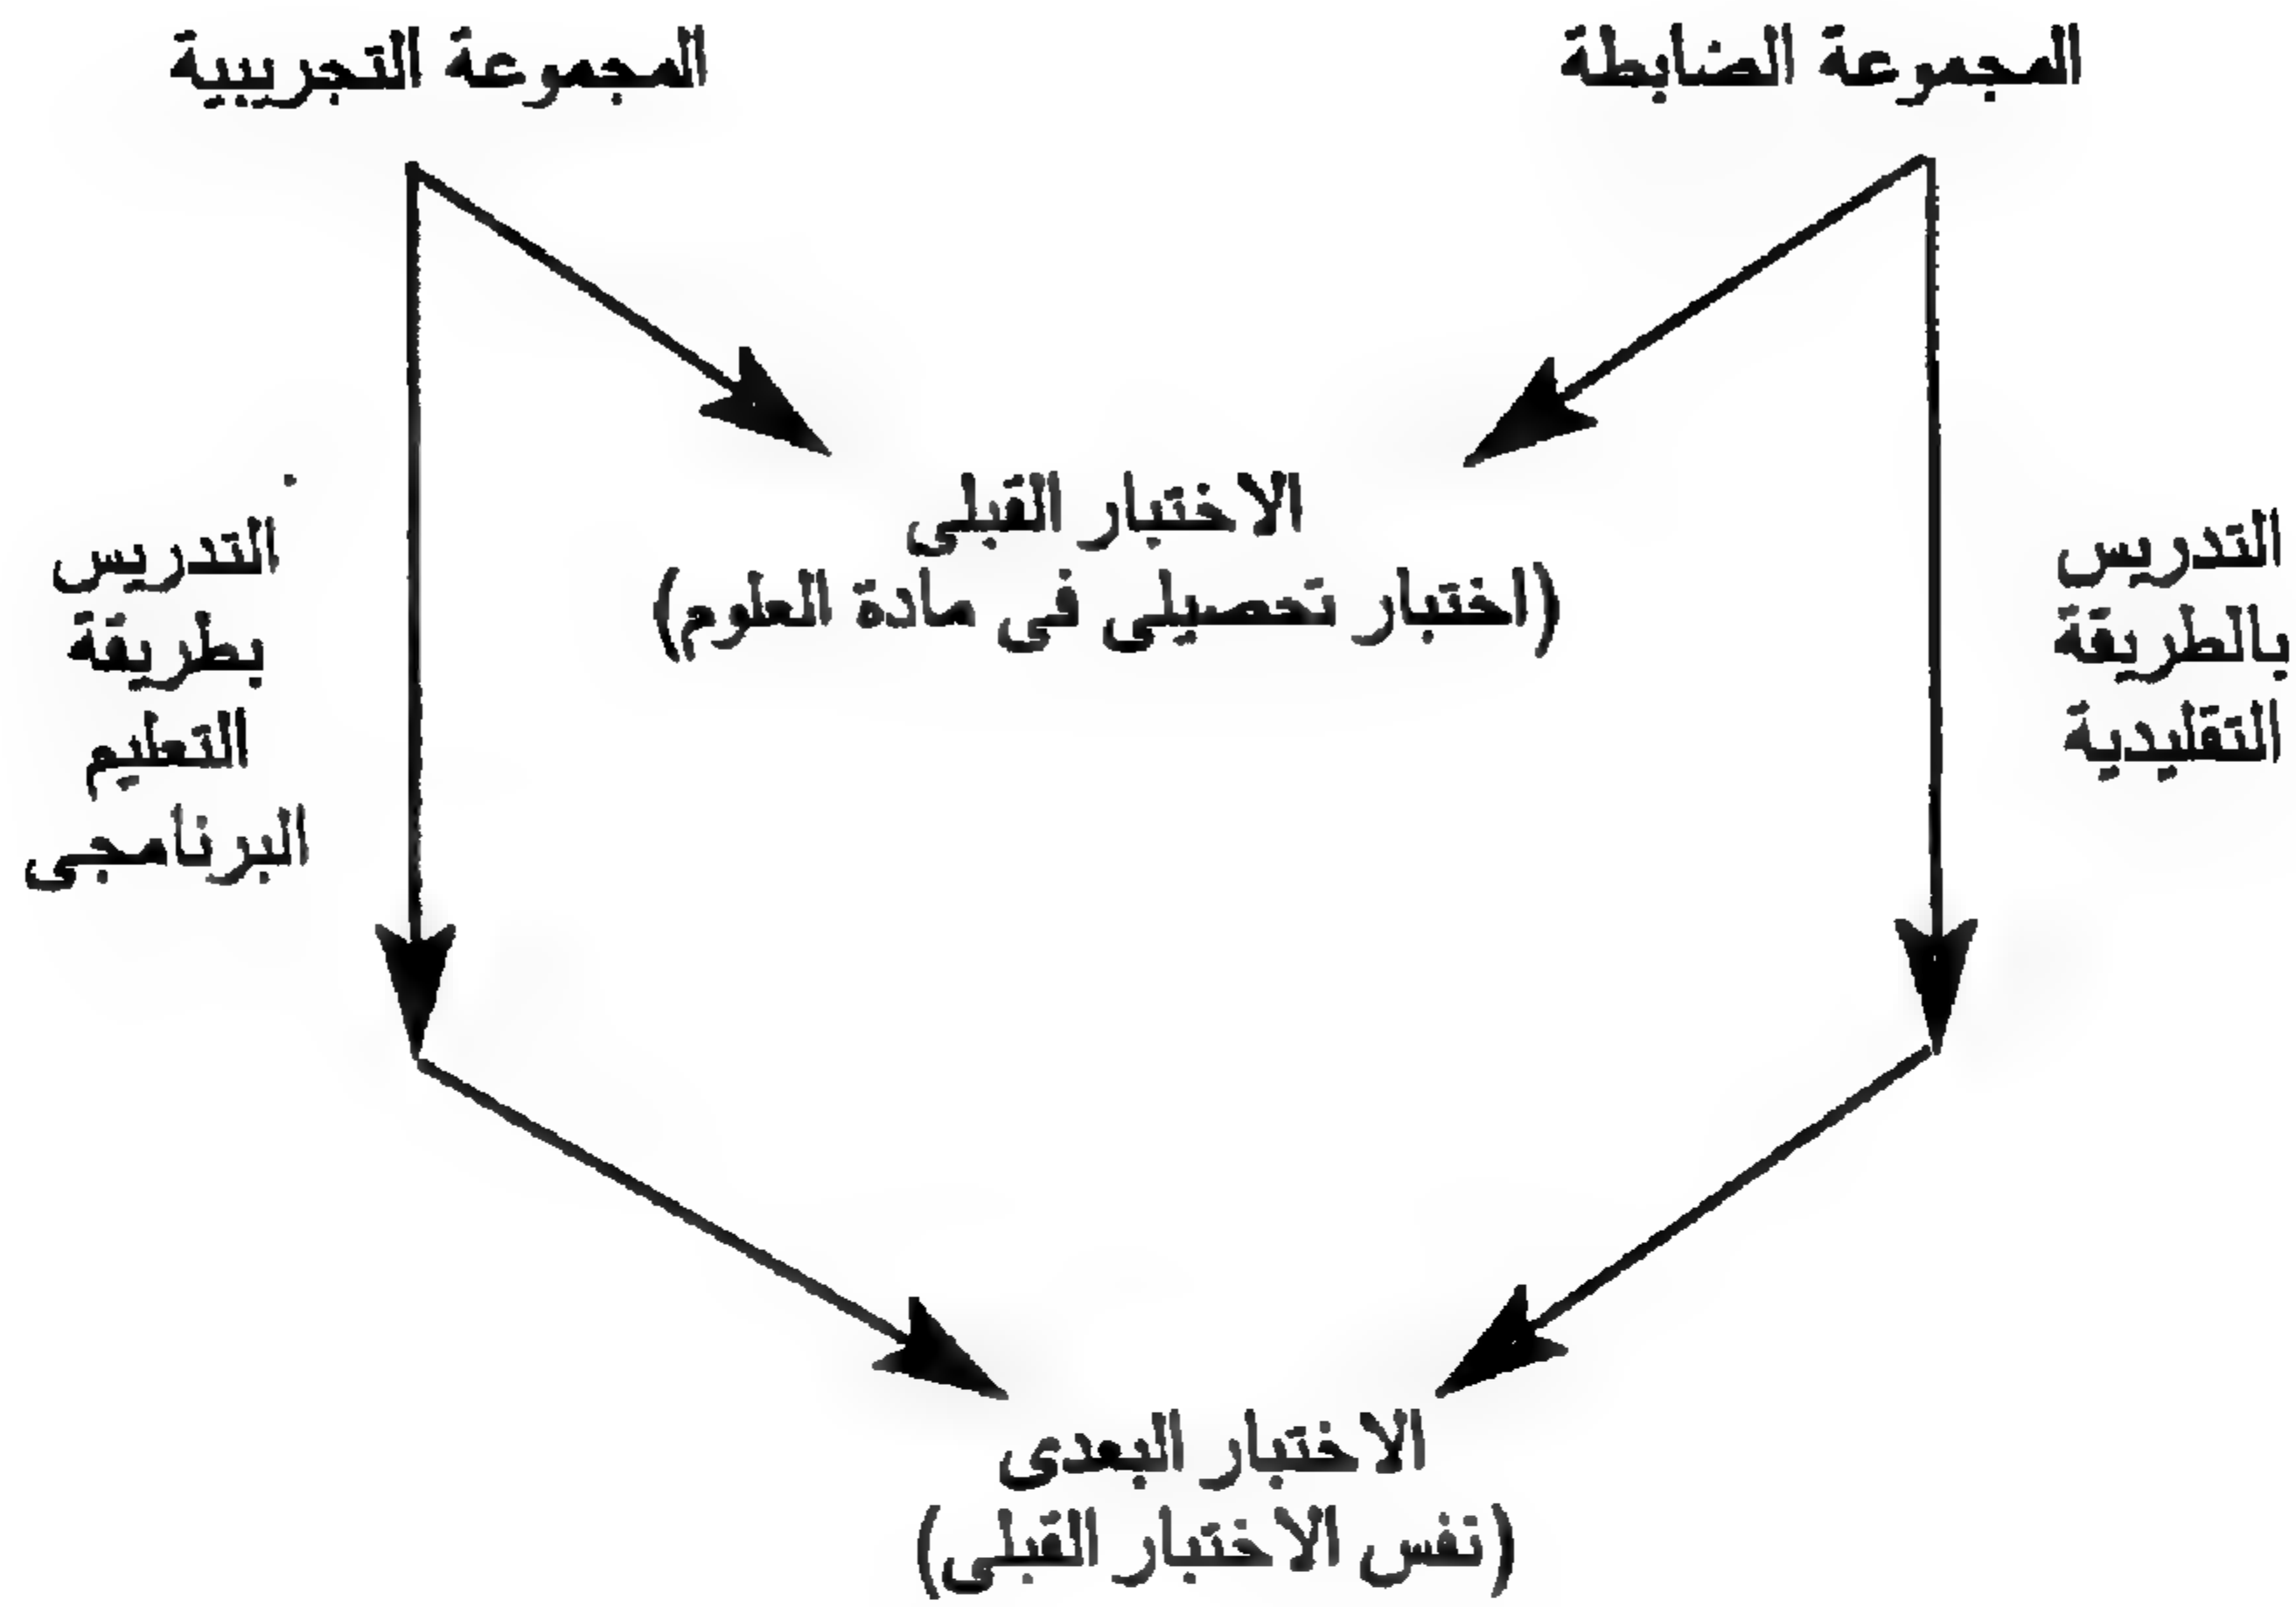 المجموعة الضابطة
المجموعة التجريبية
الاختبار القبلى
(اختبار تحصيلى فى مادة العلوم)
التدريس
بالطريقة
التقليدية
التدريس
بطريقة
التعليم
البرنامجى
الاختبار البعدى
(نفس الاختبار القبلى)